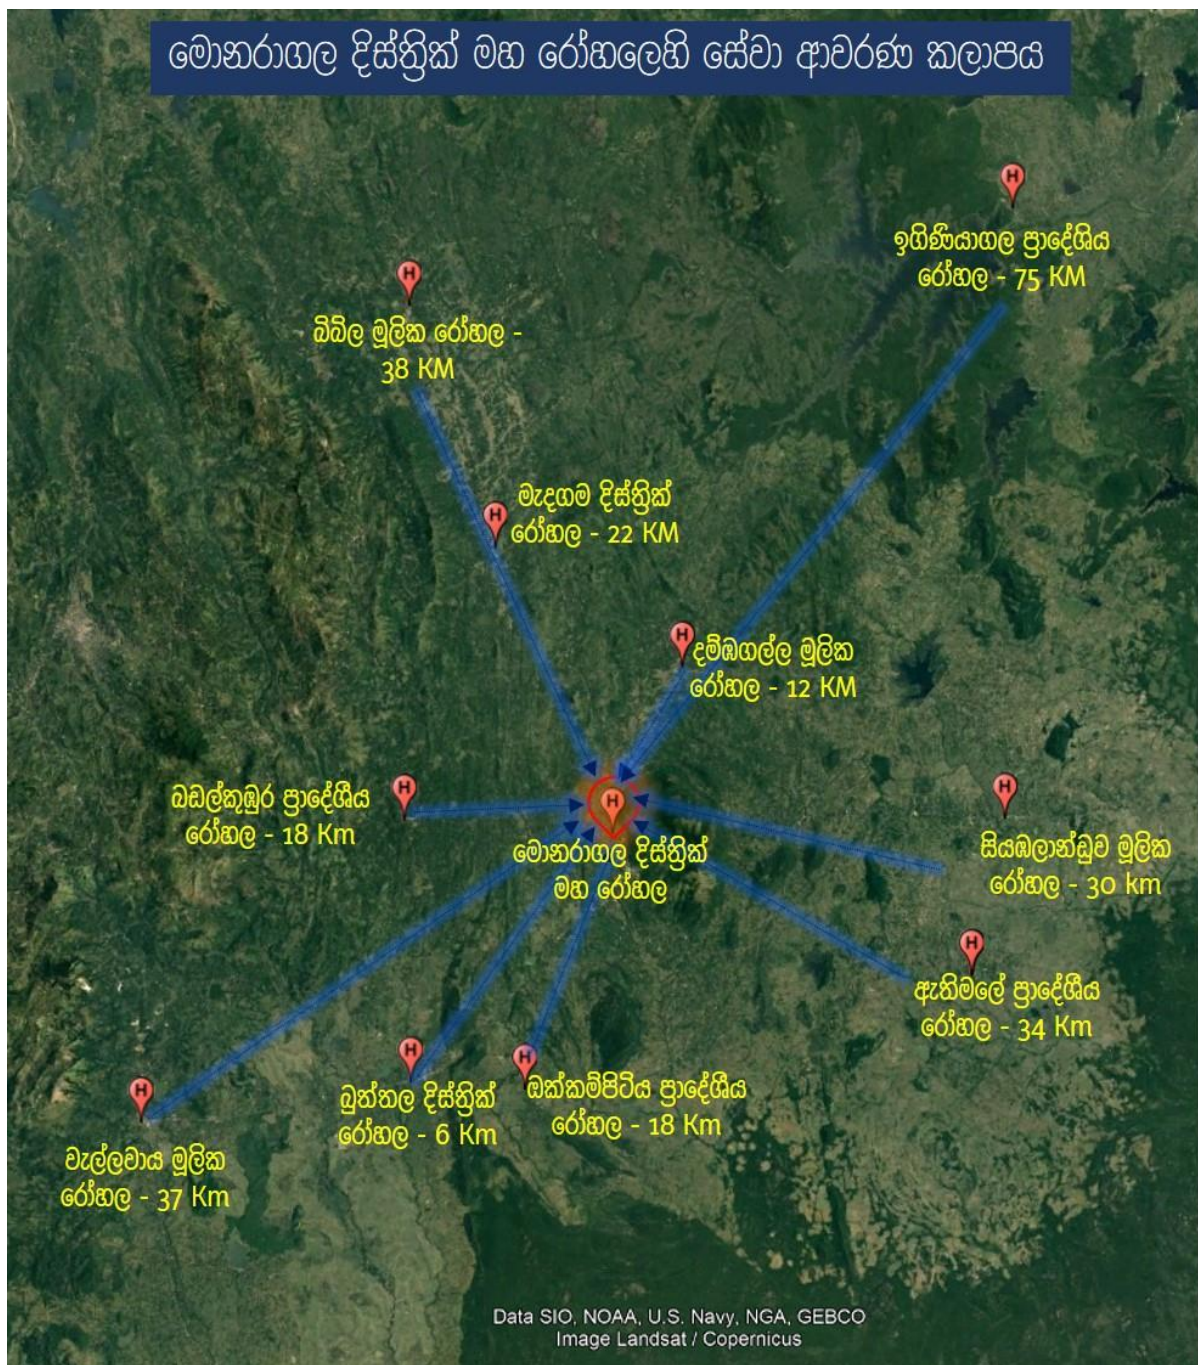 මොනරාගල දිස්ත්‍රික් මහ රෝහලෙහි සේවා ආවරණ කලාපය
ඉගිණියාගල ප්‍රාදේශිය
රෝහල - 75 KM
බිබිල මූලික රෝහල -
38 KM
මැදගම දිස්ත්‍රික්
රෝහල - 22 KM
දම්ඹගල්ල මූලික
රෝහල - 12 KM
බඩල්කුඹුර ප්‍රාදේශීය
රෝහල - 18 Km
මොනරාගල දිස්ත්‍රික්
මහ රෝහල
සියඹලාන්ඩුව මූලික
රෝහල - 30 km
ඇතිමලේ ප්‍රාදේශීය
රෝහල - 34 Km
බුත්තල දිස්ත්‍රික්
රෝහල - 6 Km
ඔක්කම්පිටිය ප්‍රාදේශීය
රෝහල - 18 Km
වැල්ලවාය මූලික
රෝහල - 37 Km
Data SIO, NOAA, U.S. Navy, NGA, GEBCO
Image Landsat / Copernicus